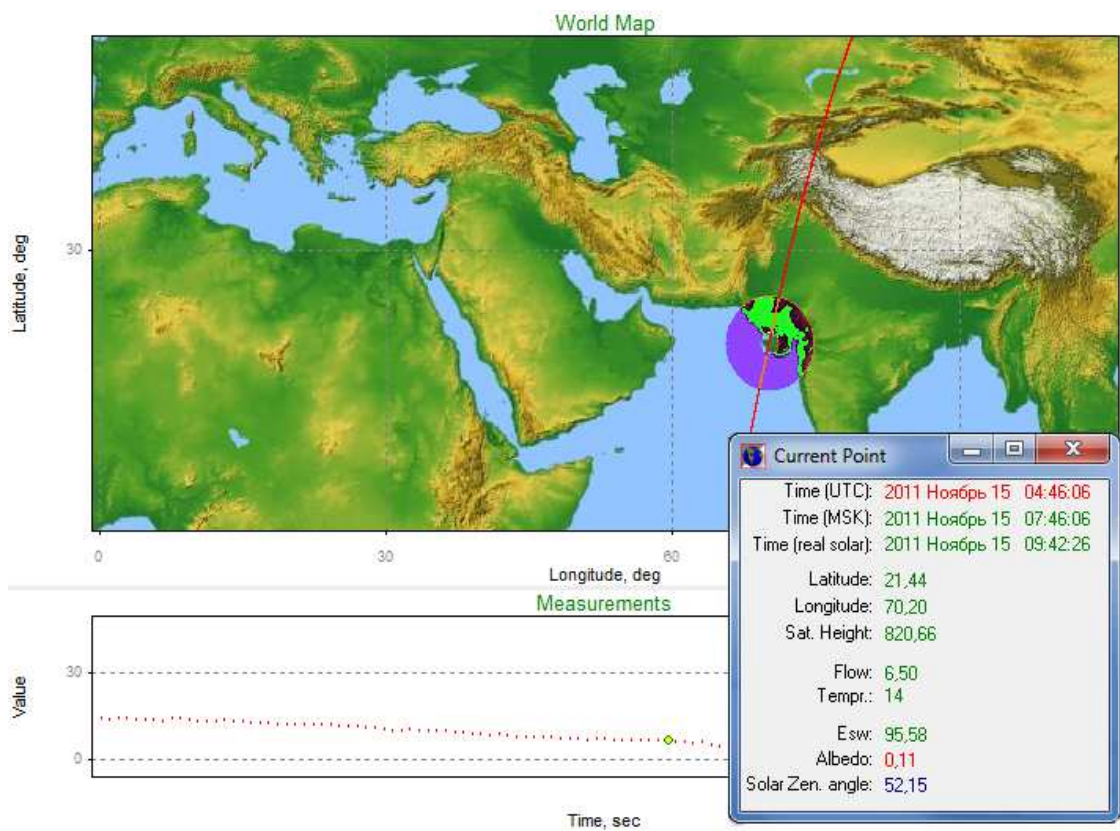 World Map
Latitude, deg
30
0
30
60
Longitude, deg
Measurements
Value
30
0
Time, sec
Current Point
Time (UTC): 2011 Ноябрь 15 04:46:06
Time (MSK): 2011 Ноябрь 15 07:46:06
Time (real solar): 2011 Ноябрь 15 09:42:26
Latitude: 21,44
Longitude: 70,20
Sat. Height: 820,66
Flow: 6,50
Tempr.: 14
Esw: 95,58
Albedo: 0,11
Solar Zen. angle: 52,15